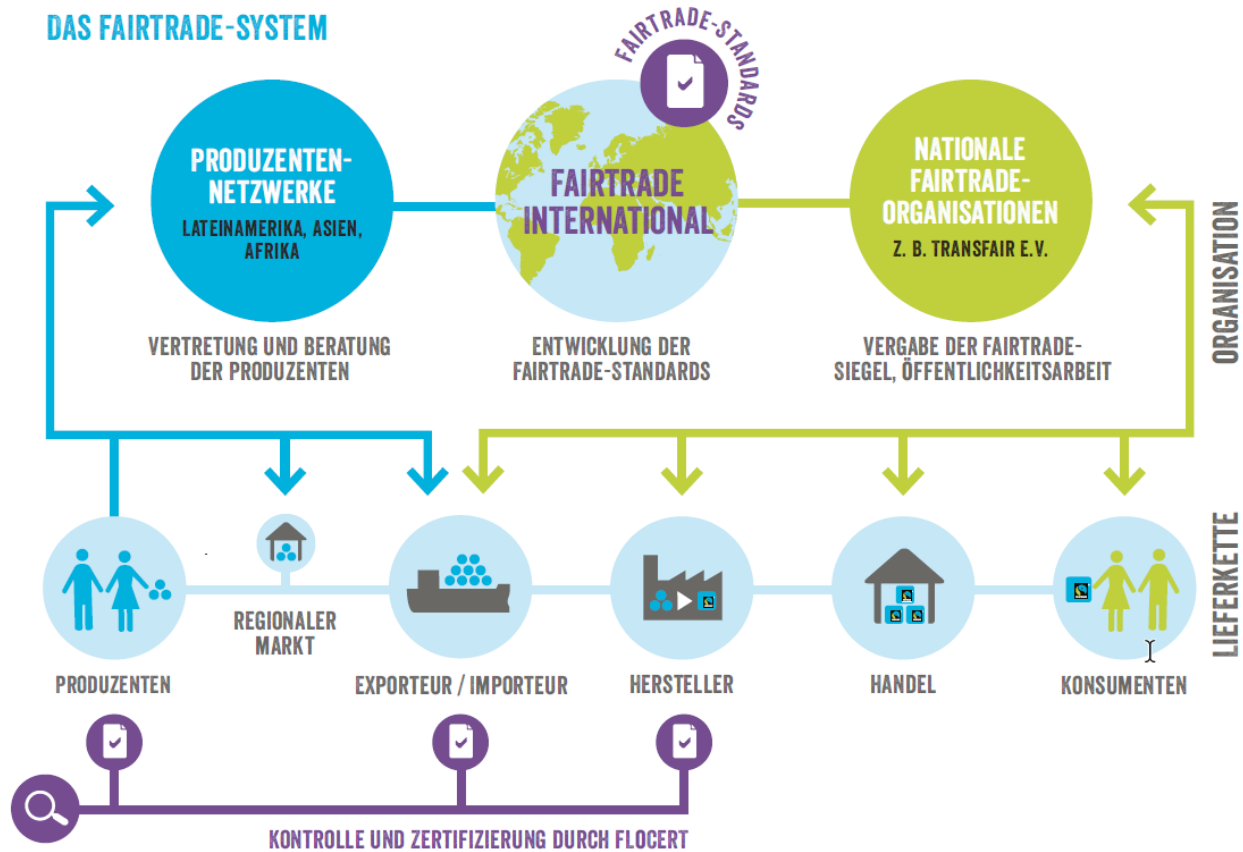 DAS FAIRTRADE-SYSTEM
FAIRTRADE-STANDARDS
PRODUZENTEN-
NETZWERKE
LATEINAMERIKA, ASIEN,
AFRIKA
FAIRTRADE
INTERNATIONAL
NATIONALE
FAIRTRADE-
ORGANISATIONEN
Z. B. TRANSFAIR E.V.
VERTRETUNG UND BERATUNG
DER PRODUZENTEN
ENTWICKLUNG DER
FAIRTRADE-STANDARDS
VERGABE DER FAIRTRADE-
SIEGEL, ÖFFENTLICHKEITSARBEIT
ORGANISATION
PRODUZENTEN
REGIONALER
MARKT
EXPORTEUR / IMPORTEUR
HERSTELLER
HANDEL
KONSUMENTEN
LIEFERKETTE
KONTROLLE UND ZERTIFIZIERUNG DURCH FLOCERT